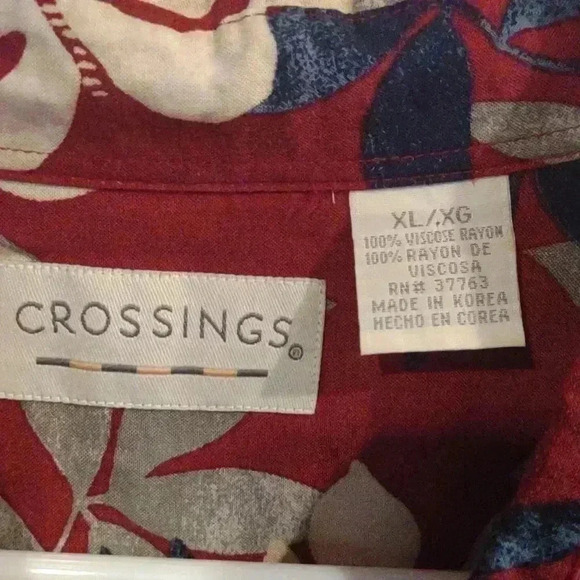 CROSSINGS®
XL/XG
100% VISCOSE RAYON
100% RAYON DE
VISCOSA
RN# 37763
MADE IN KOREA
HECHO EN COREA